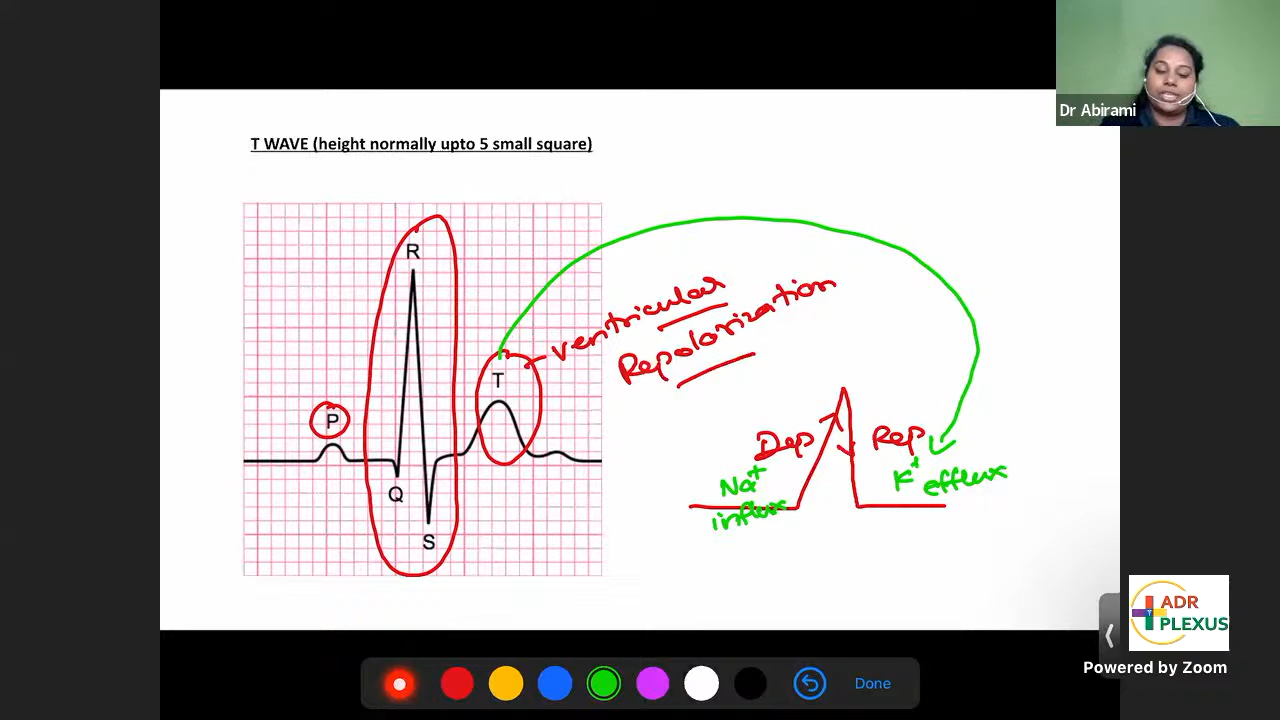 Dr Abirami
T WAVE (height normally upto 5 small square)
R
ventricular
Repolarization
T
P
Dep
Rep
Na+
influx
K+
efflux
Q
S
ADR
PLEXUS
Powered by Zoom
Done